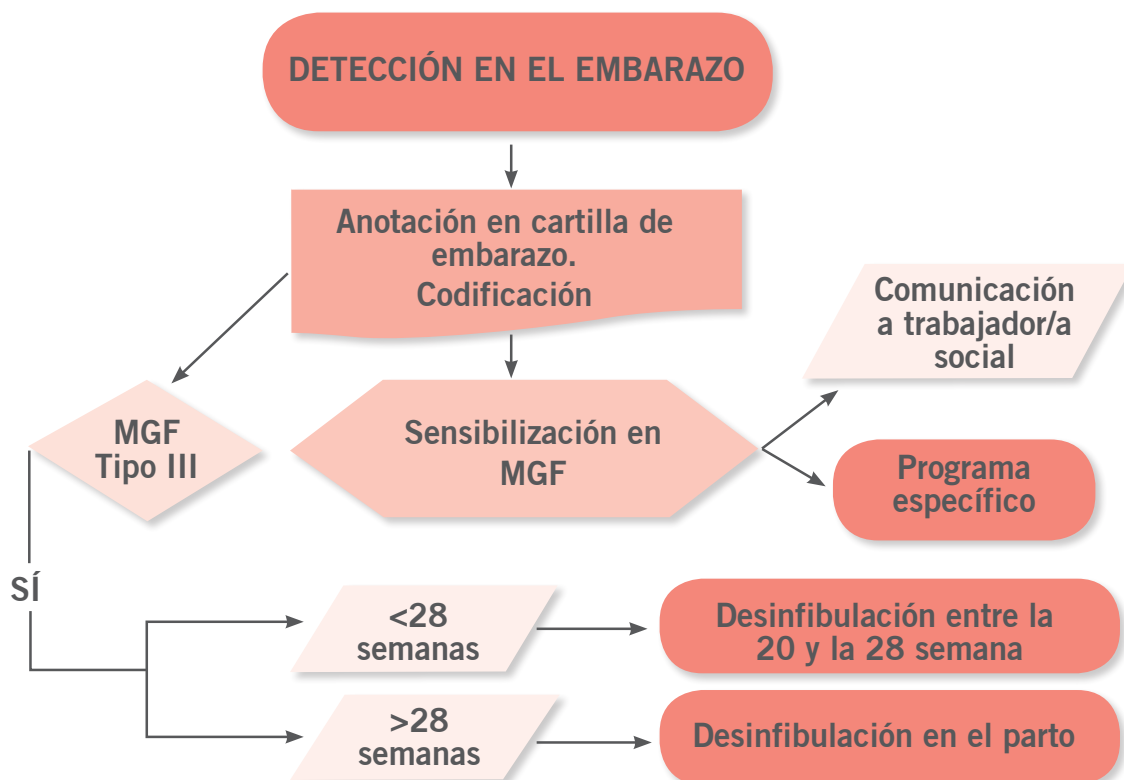 DETECCIÓN EN EL EMBARAZO
Anotación en cartilla de
embarazo.
Codificación
Comunicación
a trabajador/a
social
MGF
Tipo III
Sensibilización en
MGF
Programa
específico
SÍ
<28
semanas
Desinfibulación entre la
20 y la 28 semana
>28
semanas
Desinfibulación en el parto